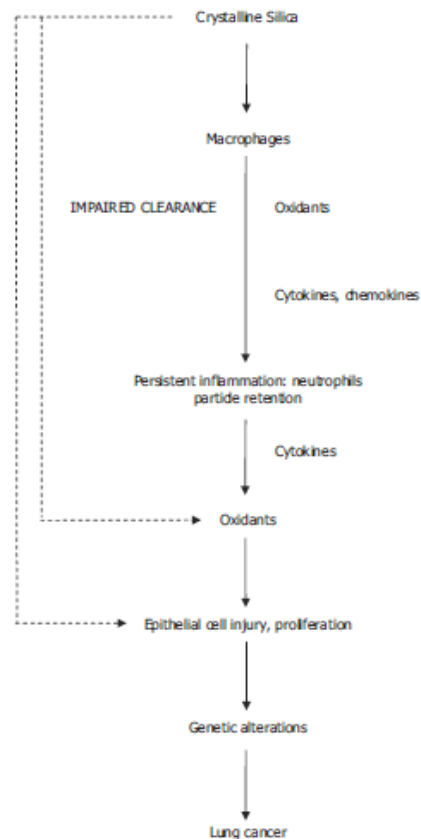 Crystalline Silica
Macrophages
IMPAIRED CLEARANCE
Oxidants
Cytokines, chemokines
Persistent inflammation: neutrophils
particle retention
Cytokines
Oxidants
Epithelial cell injury, proliferation
Genetic alterations
Lung cancer